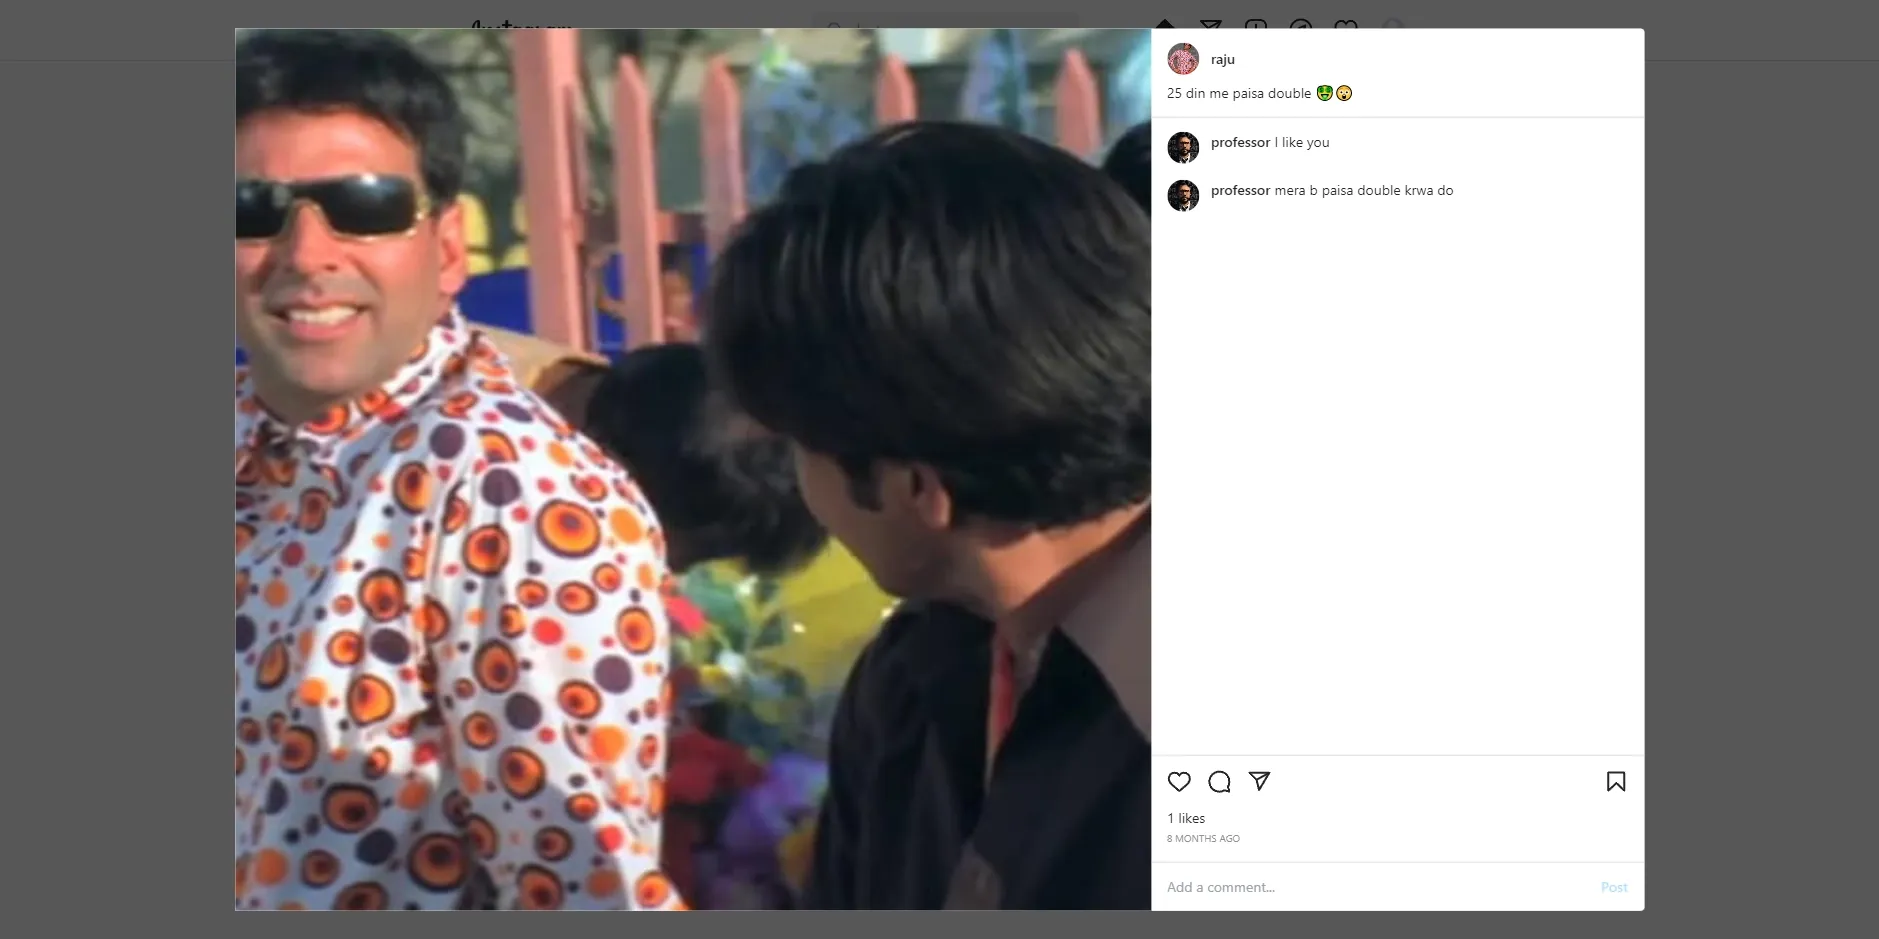 raju
25 din me paisa double 🤑😮
professor I like you
professor mera b paisa double krwa do
1 likes
8 MONTHS AGO
Add a comment...
Post